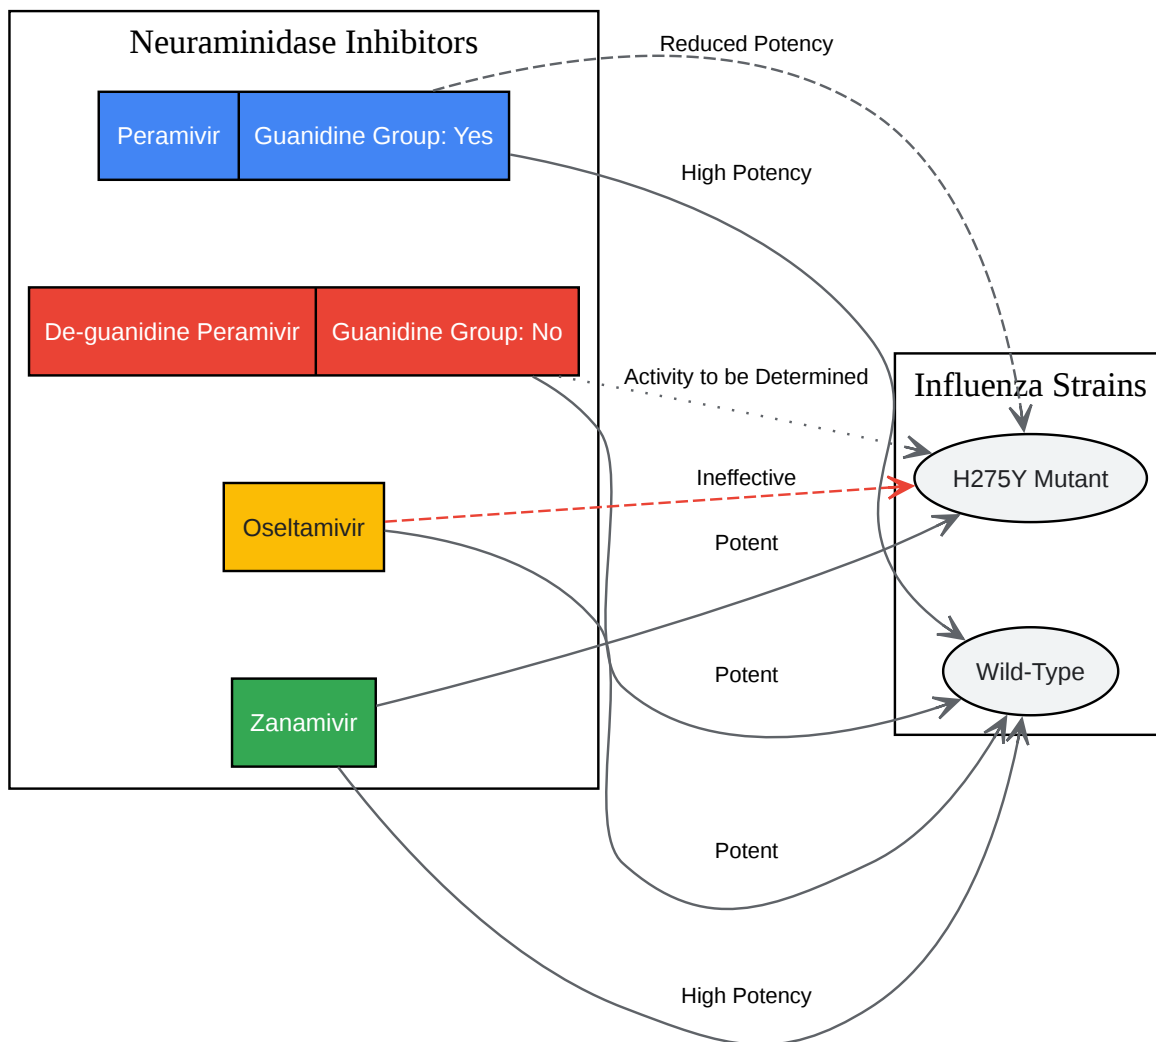 Neuraminidase Inhibitors
Reduced Potency
Peramivir
Guanidine Group: Yes
High Potency
De-guanidine Peramivir
Guanidine Group: No
Activity to be Determined
Influenza Strains
Ineffective
H275Y Mutant
Oseltamivir
Potent
Potent
Wild-Type
Zanamivir
Potent
High Potency